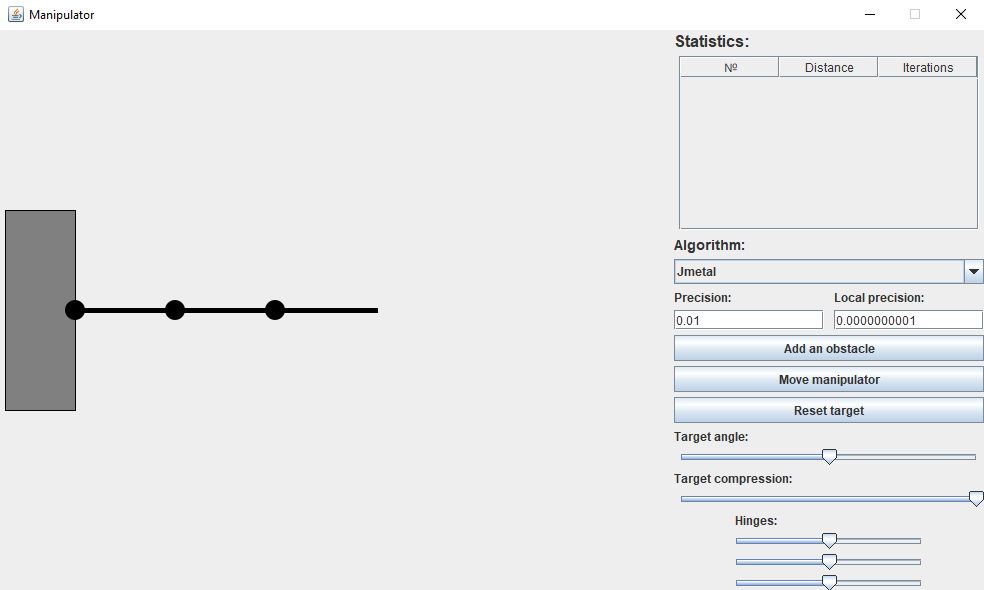 Manipulator
Statistics:
№ Distance Iterations
Algorithm:
Jmetal
Precision: Local precision:
0.01 0.0000000001
Add an obstacle
Move manipulator
Reset target
Target angle:
Target compression:
Hinges: